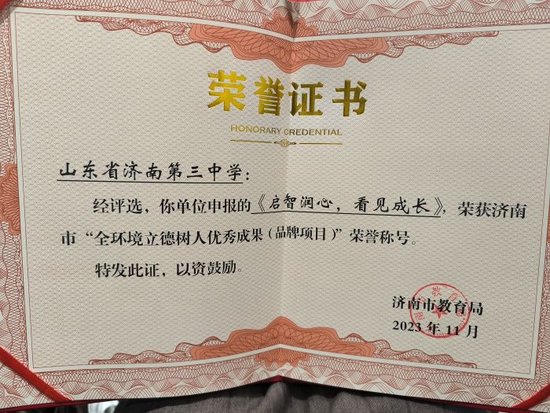 荣誉证书
HONORARY CREDENTIAL
山东省济南第三中学：
经评选，你单位申报的《启智润心，看见成长》，荣获济南
市“全环境立德树人优秀成果（品牌项目）”荣誉称号。
特发此证，以资鼓励。
济南市教育局
2023年11月